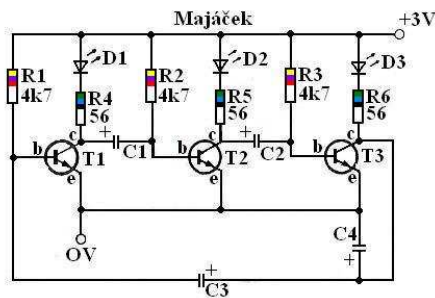 Majáček
+3V
R1
4k7
D1
R2
4k7
D2
R3
4k7
D3
R4
56
R5
56
R6
56
c
+
b
T1
e
C1
c
+
b
T2
e
C2
c
b
T3
e
OV
C4
+
+
C3